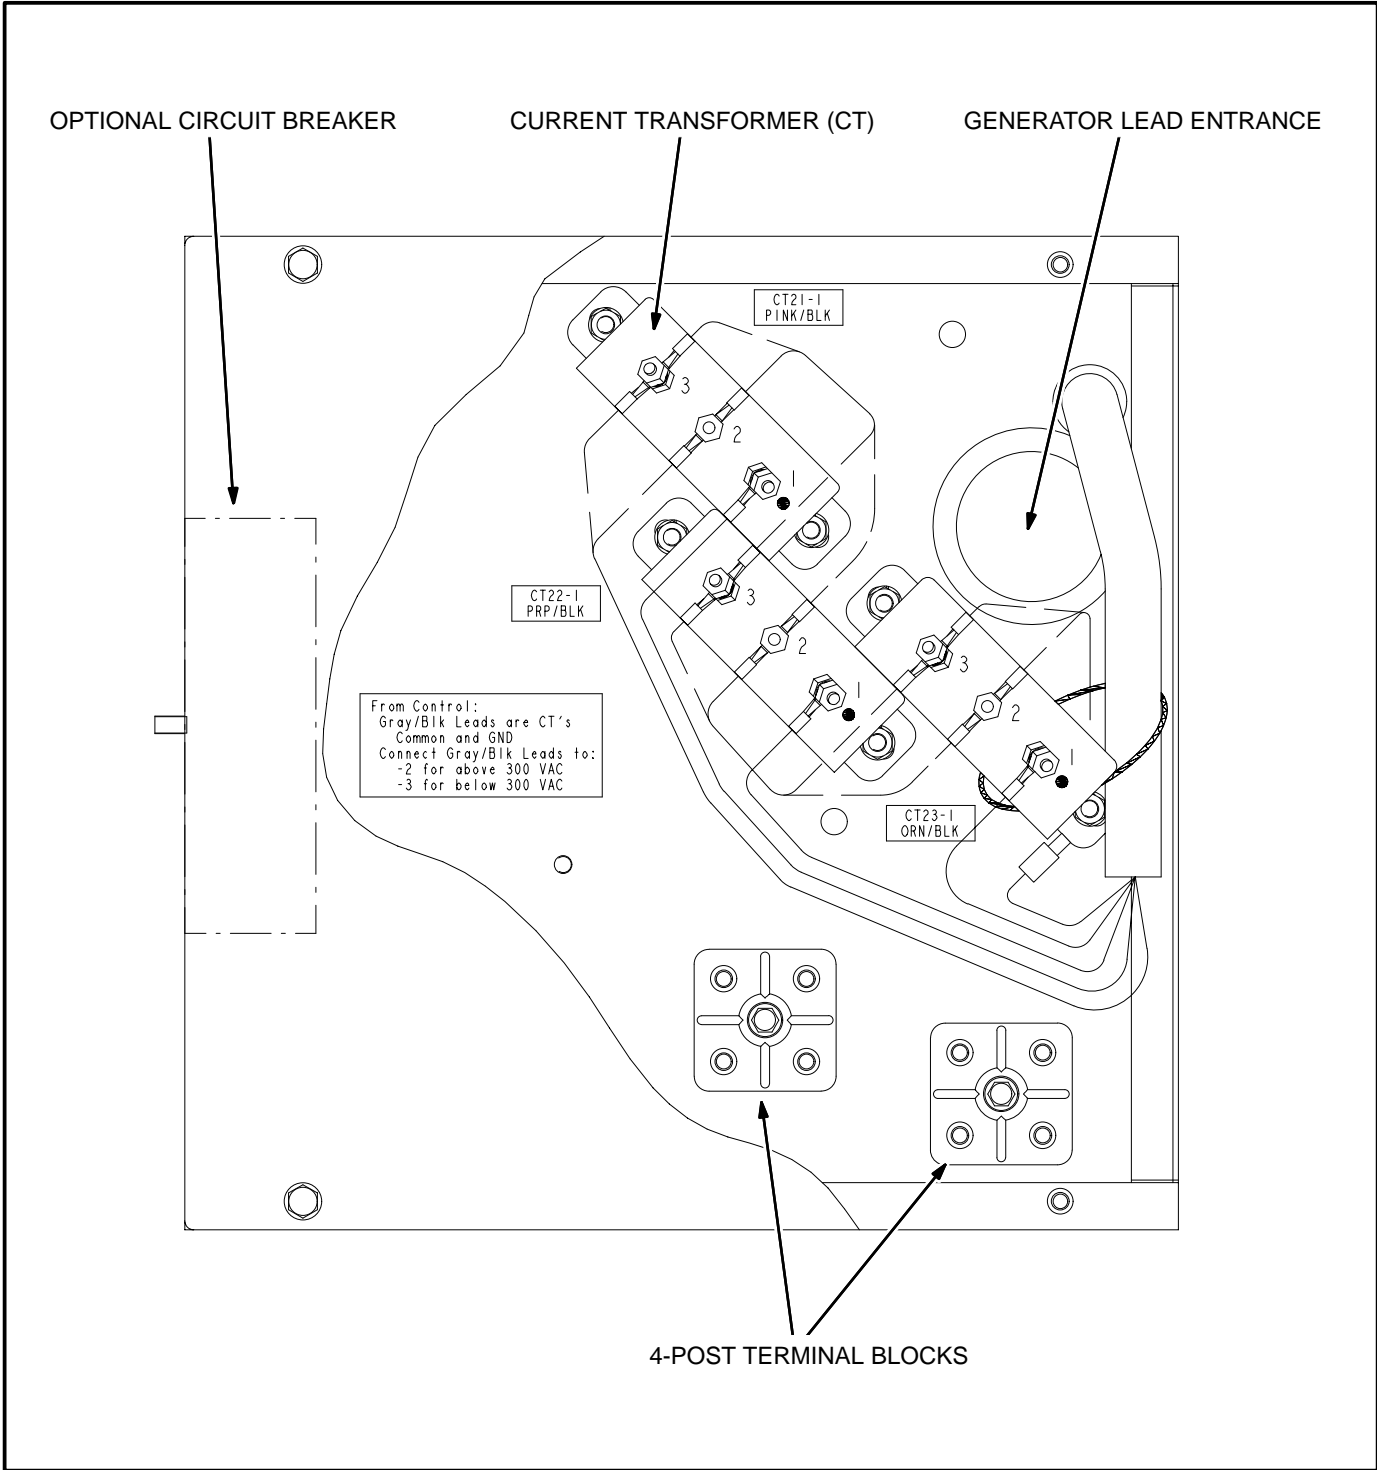 OPTIONAL CIRCUIT BREAKER
CURRENT TRANSFORMER (CT)
GENERATOR LEAD ENTRANCE
CT21-1
PINK/BLK
3
2
1
CT22-1
PRP/BLK
3
2
1
3
2
1
From Control:
Gray/Blk Leads are CT's
Common and GND
Connect Gray/Blk Leads to:
-2 for above 300 VAC
-3 for below 300 VAC
CT23-1
ORN/BLK
4-POST TERMINAL BLOCKS